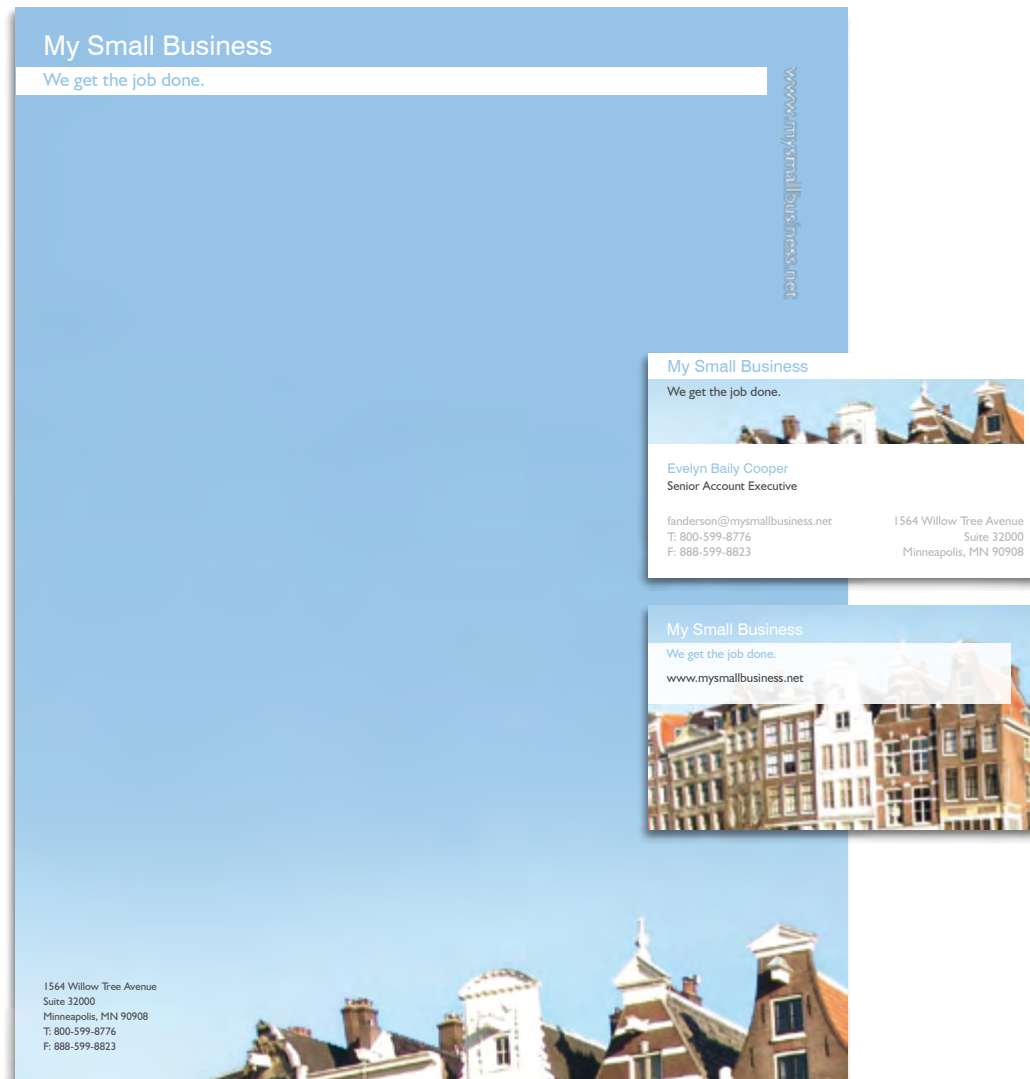 My Small Business
We get the job done.
www.mysmallbusiness.net
My Small Business
We get the job done.
Evelyn Baily Cooper
Senior Account Executive
fanderson@mysmallbusiness.net
T: 800-599-8776
F: 888-599-8823
1564 Willow Tree Avenue
Suite 32000
Minneapolis, MN 90908
My Small Business
We get the job done.
www.mysmallbusiness.net
1564 Willow Tree Avenue
Suite 32000
Minneapolis, MN 90908
T: 800-599-8776
F: 888-599-8823